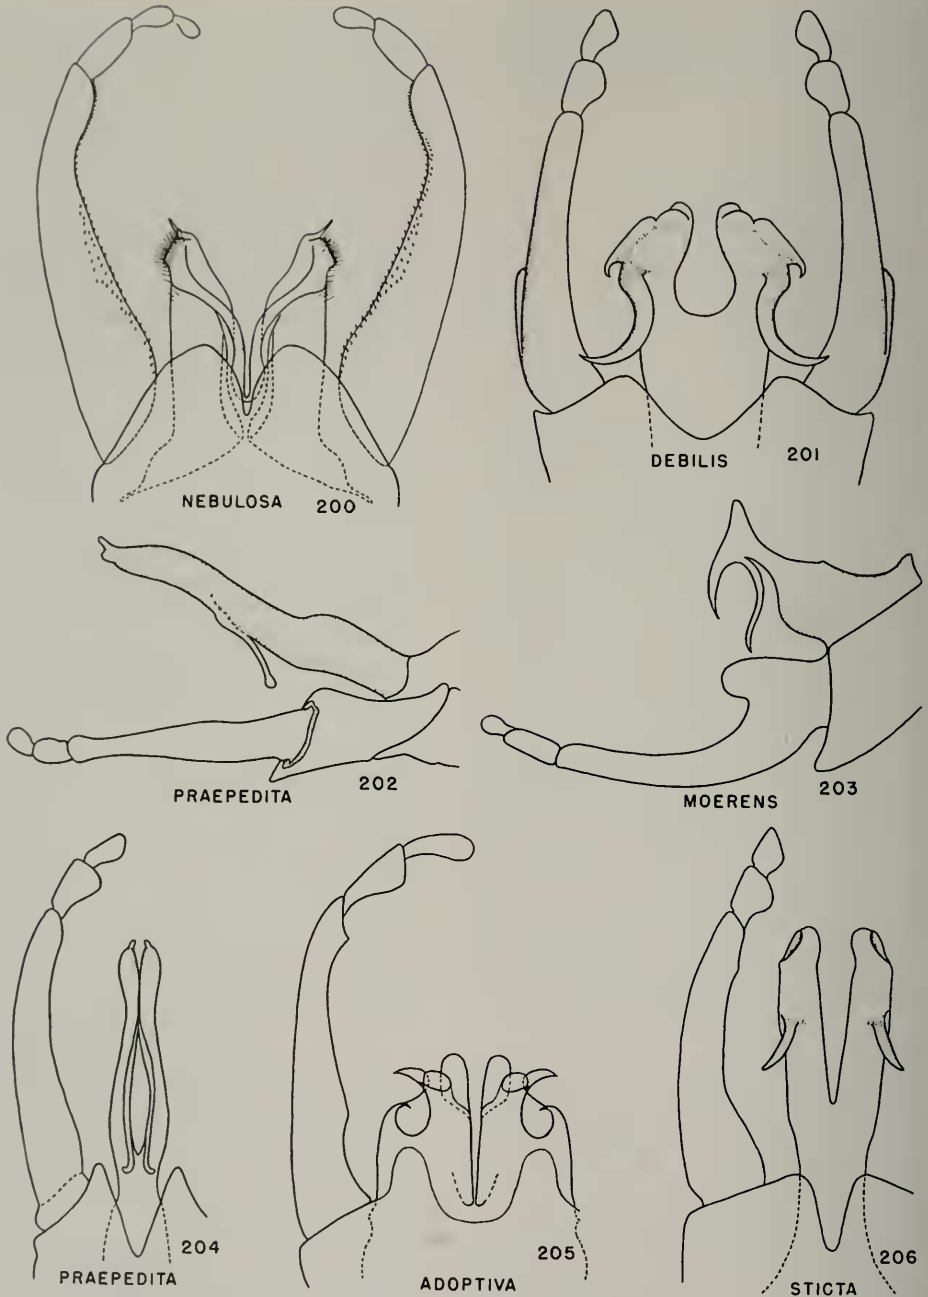 NEBULOSA 200
DEBILIS 201
PRAEPEDITA 202
MOERENS 203
PRAEPEDITA 204
ADOPTIVA 205
STICTA 206